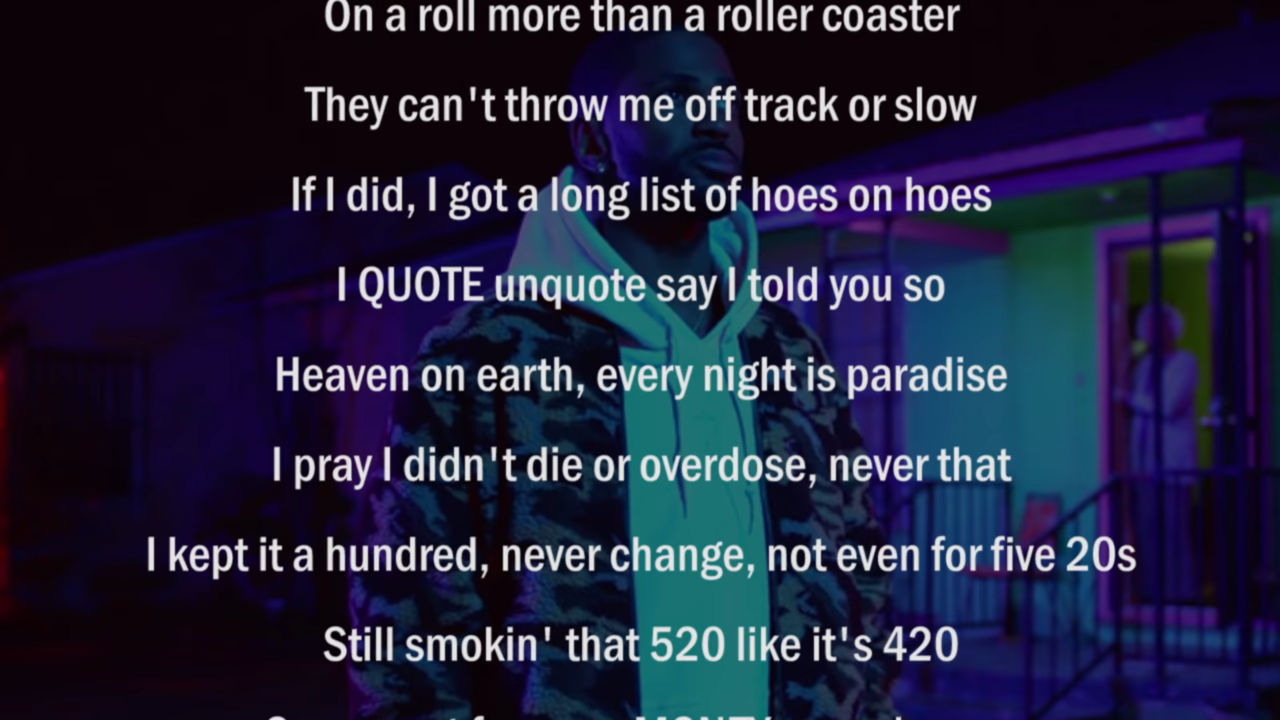 On a roll more than a roller coaster
They can't throw me off track or slow
If I did, I got a long list of hoes on hoes
I QUOTE unquote say I told you so
Heaven on earth, every night is paradise
I pray I didn't die or overdose, never that
I kept it a hundred, never change, not even for five 20s
Still smokin' that 520 like it's 420